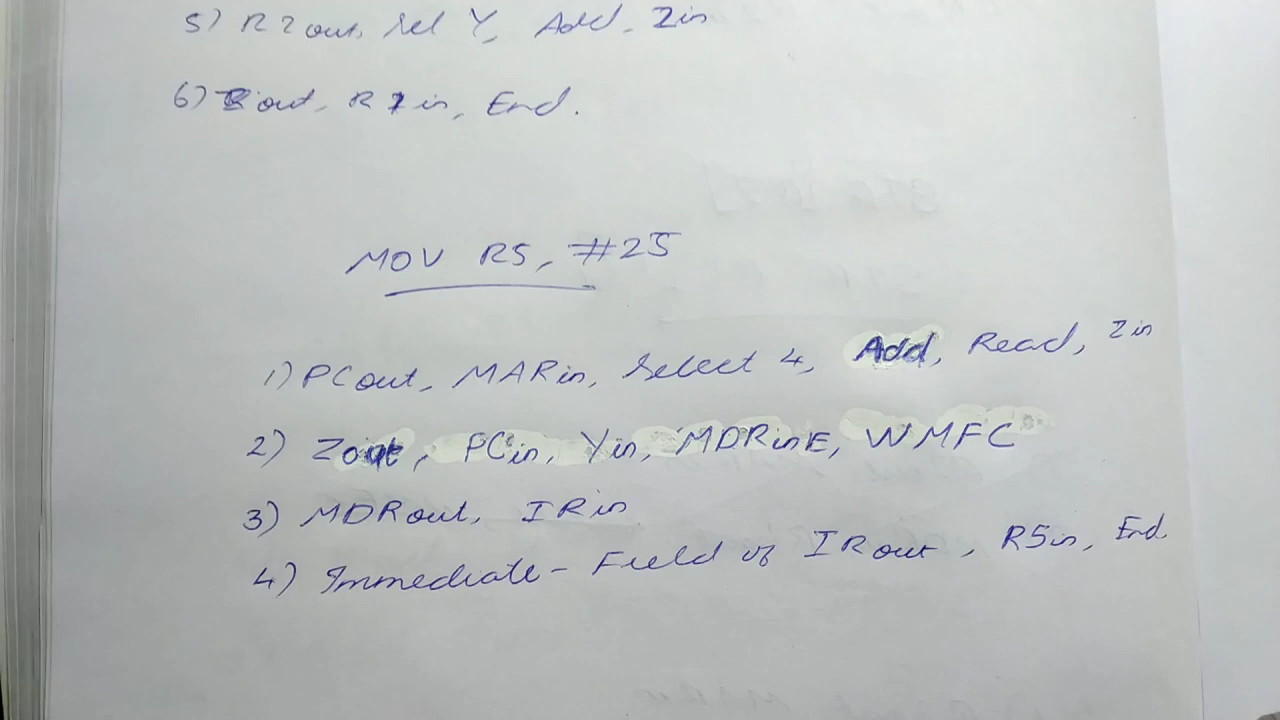 5) R2out, Sel Y, Add, Zin
6) Zout, R1in, End.
MOV R5, #25
1) PCout, MARin, Select 4, Add, Read, Zin
2) Zout, PCin, Yin, MDRinE, WMFC
3) MDRout, IRin
4) Immediate-Field of IRout, R5in, End.